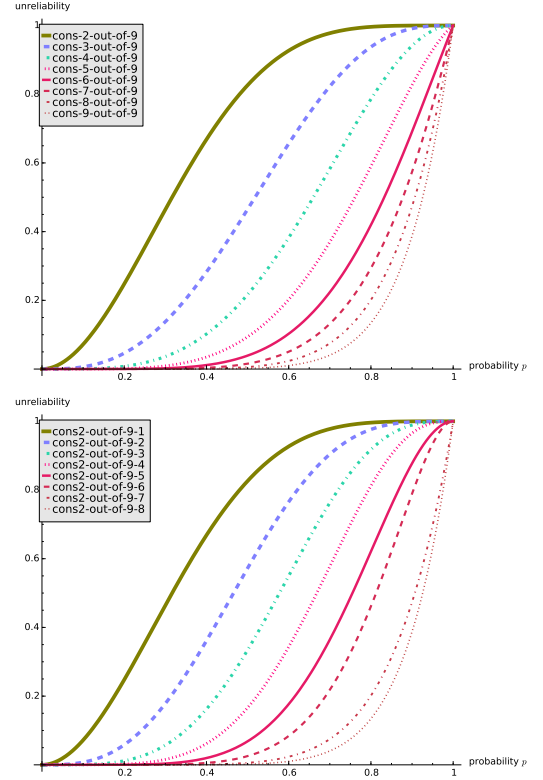 unreliability
1
cons-2-out-of-9
cons-3-out-of-9
cons-4-out-of-9
cons-5-out-of-9
cons-6-out-of-9
cons-7-out-of-9
cons-8-out-of-9
cons-9-out-of-9
0.8
0.6
0.4
0.2
0.2 0.4 0.6 0.8 1
probability p
unreliability
1
cons2-out-of-9-1
cons2-out-of-9-2
cons2-out-of-9-3
cons2-out-of-9-4
cons2-out-of-9-5
cons2-out-of-9-6
cons2-out-of-9-7
cons2-out-of-9-8
0.8
0.6
0.4
0.2
0.2 0.4 0.6 0.8 1
probability p